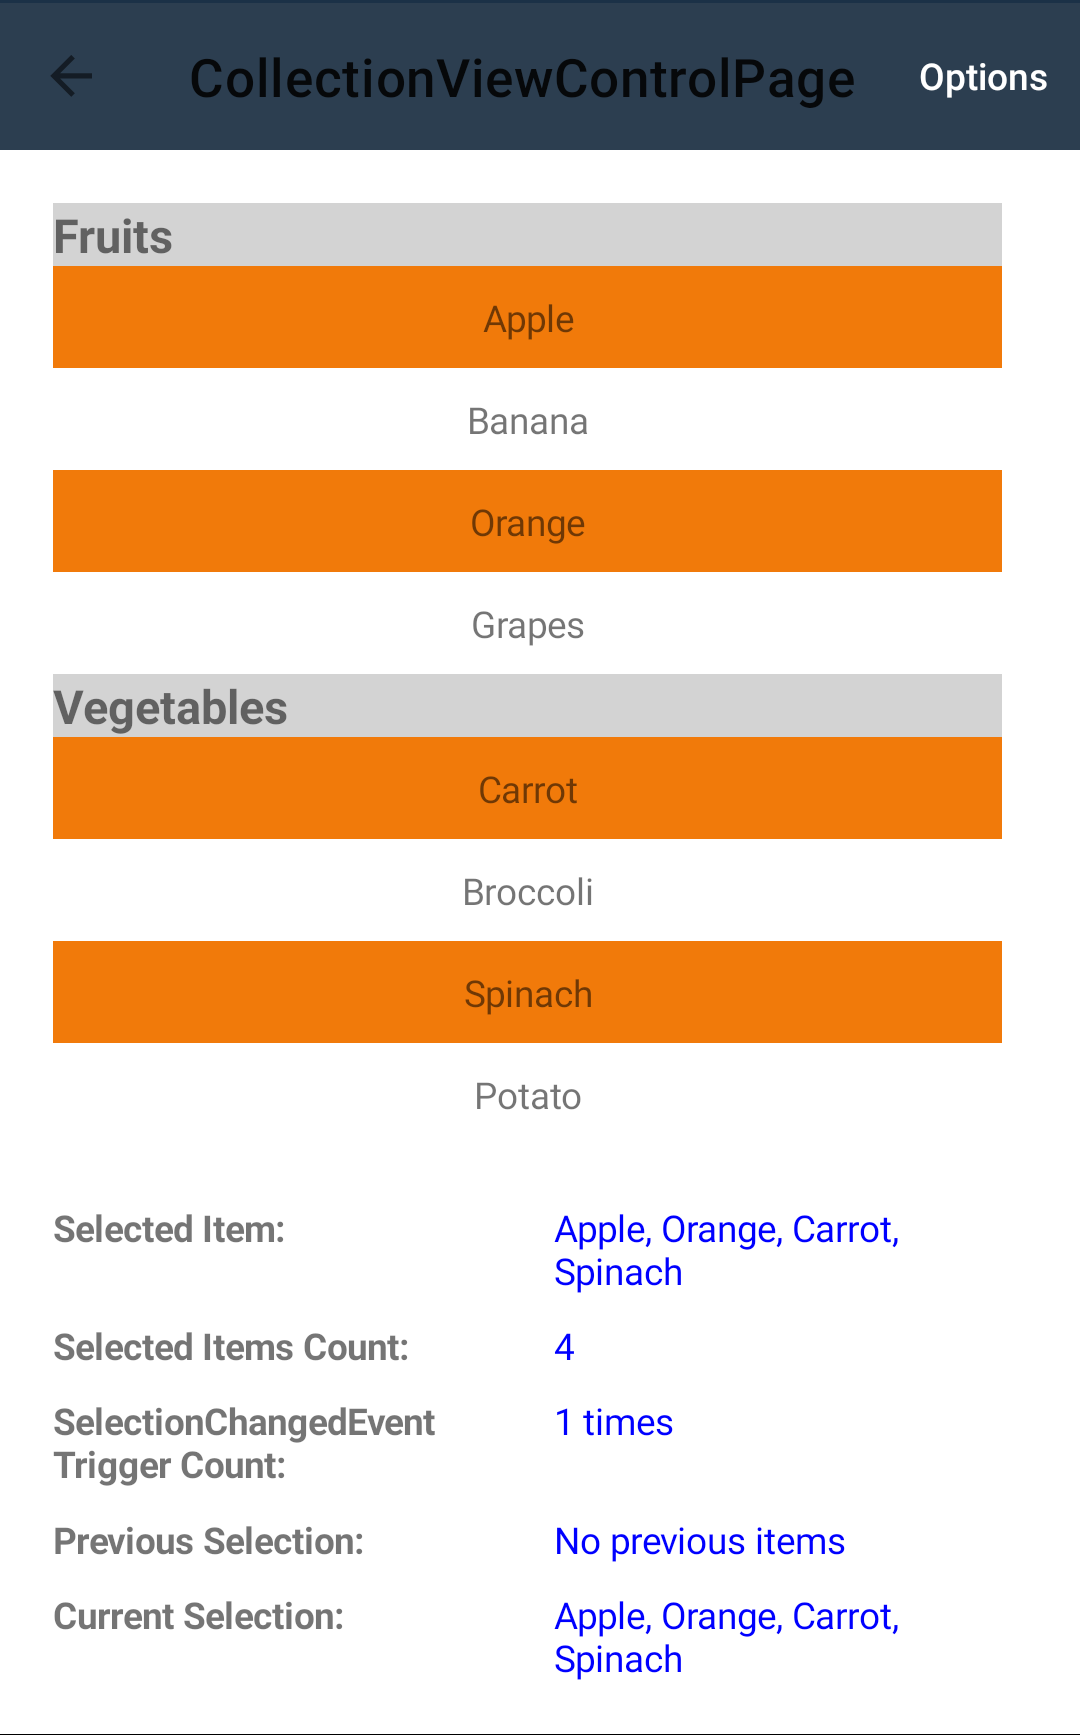 CollectionViewControlPage
Options
Fruits
Apple
Banana
Orange
Grapes
Vegetables
Carrot
Broccoli
Spinach
Potato
Selected Item:
Apple, Orange, Carrot,
Spinach
Selected Items Count:
4
SelectionChangedEvent
Trigger Count:
1 times
Previous Selection:
No previous items
Current Selection:
Apple, Orange, Carrot,
Spinach